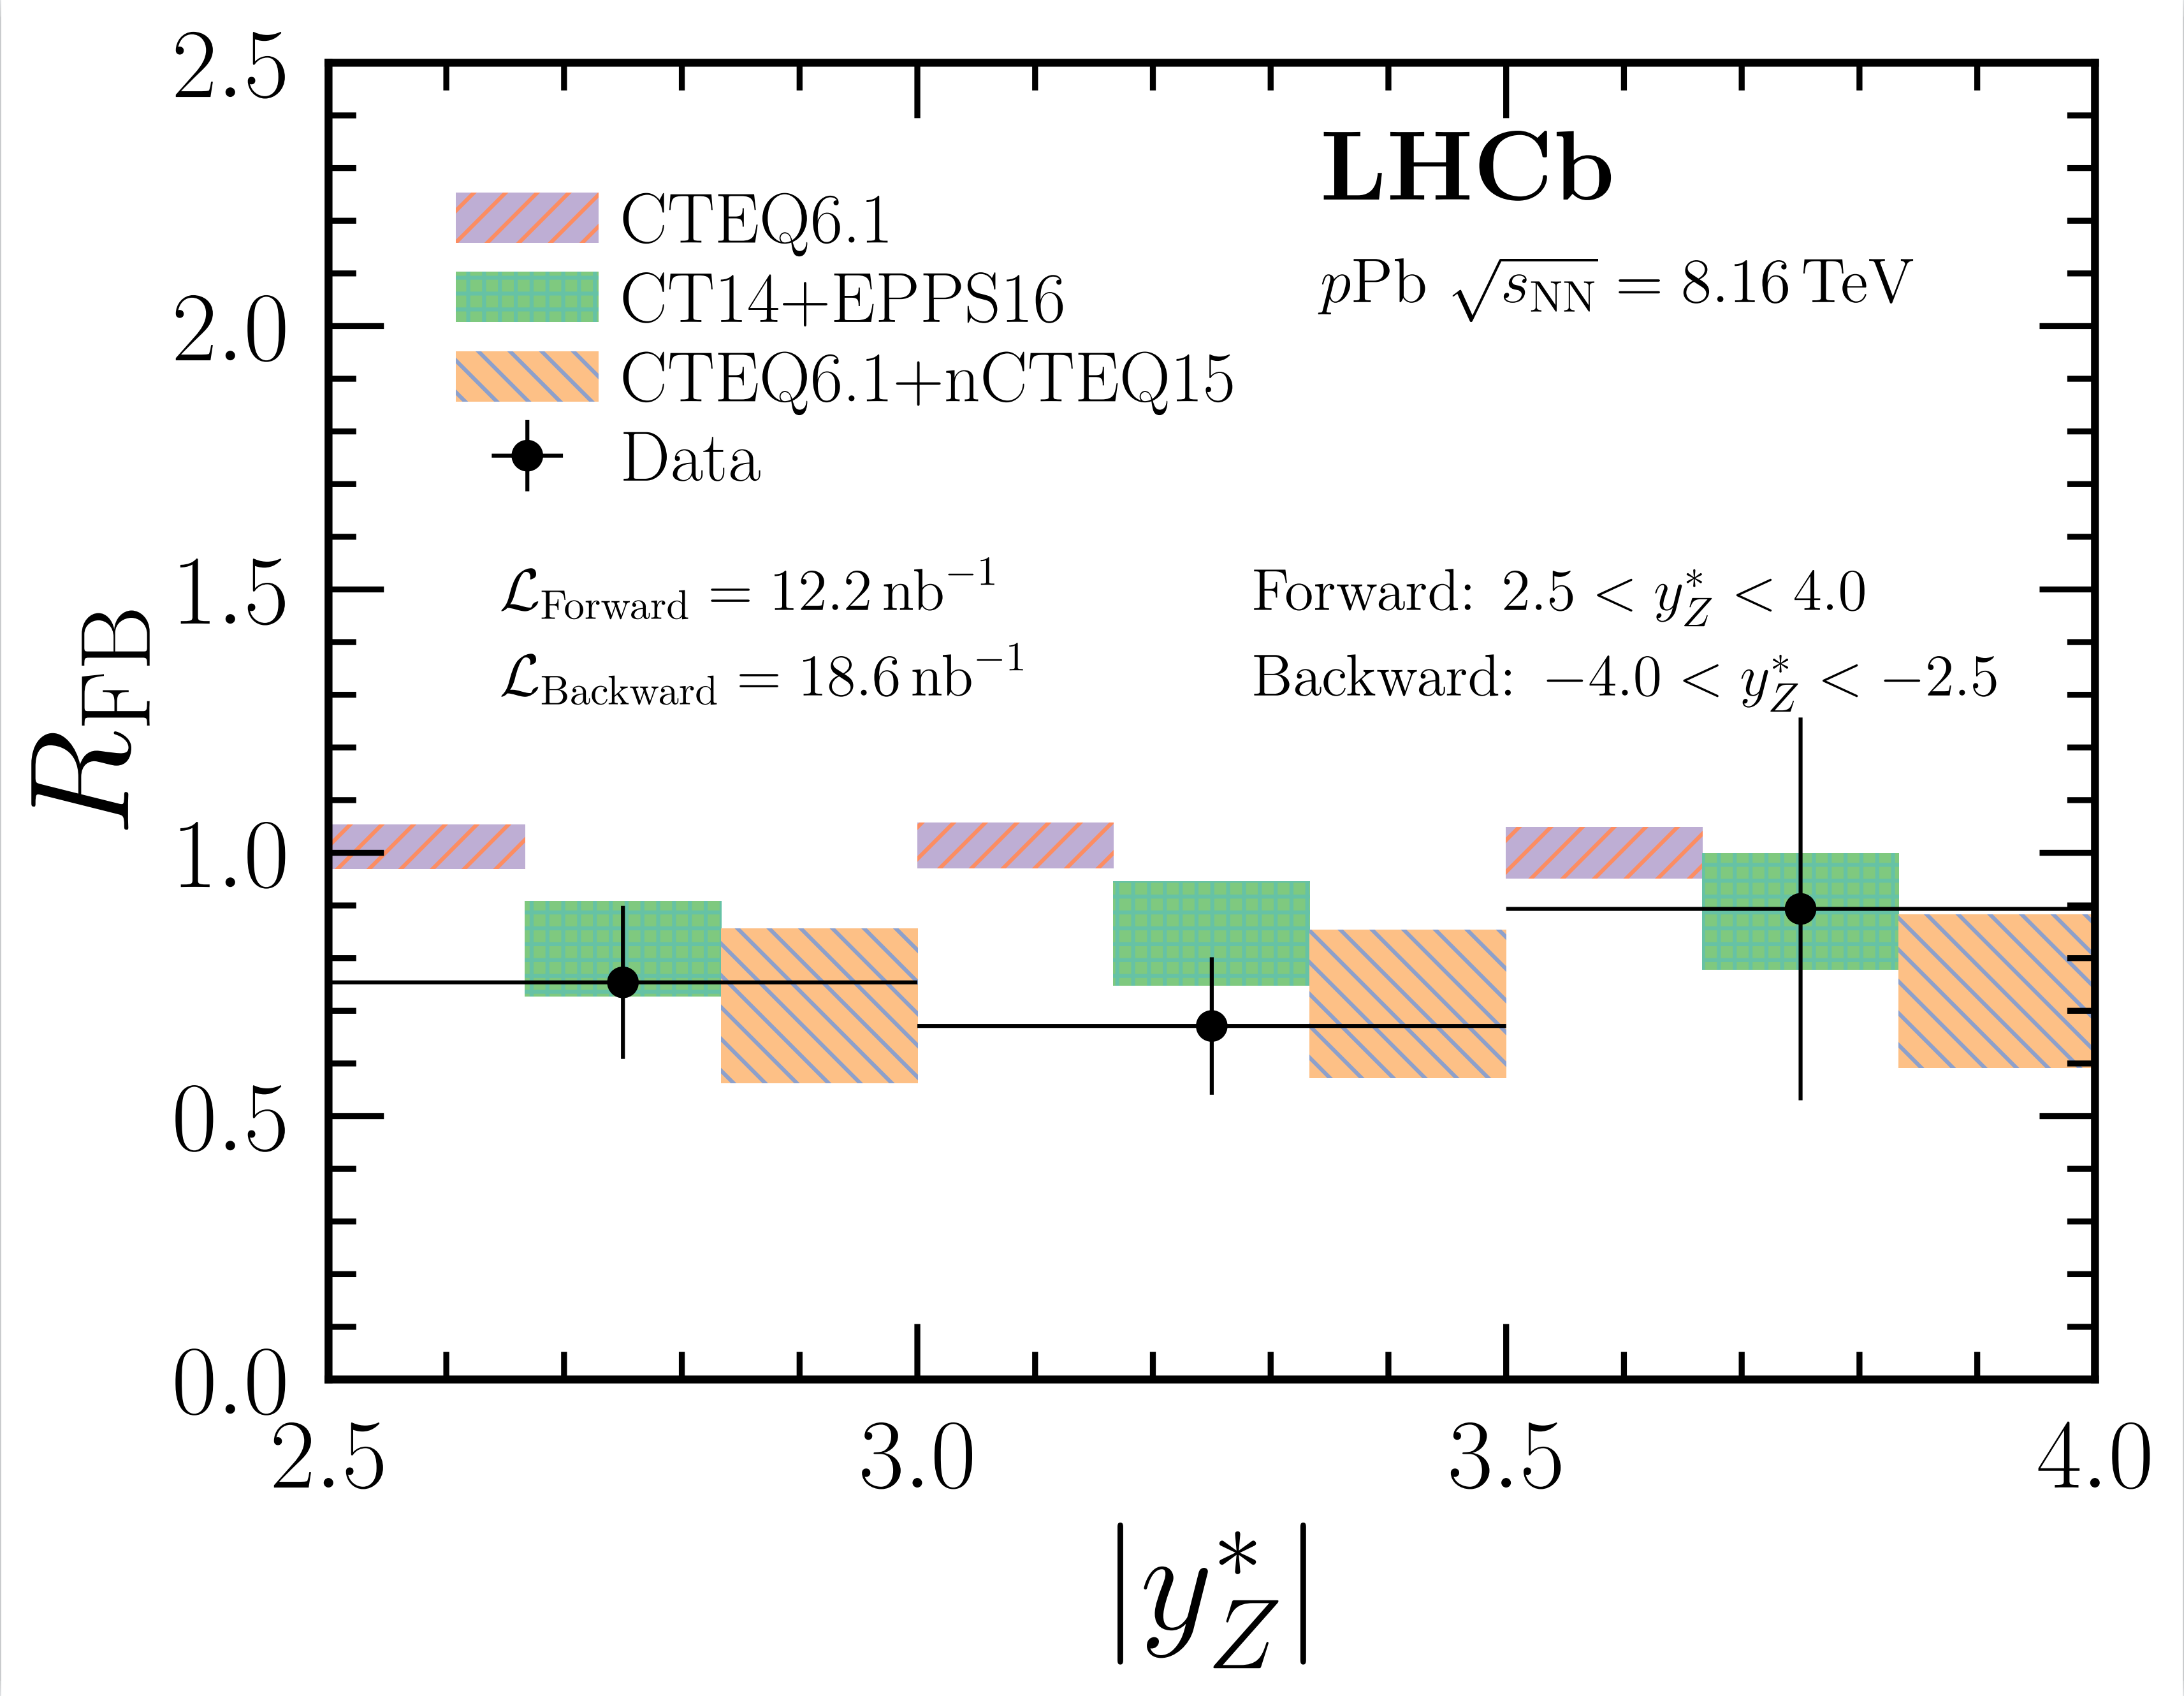 LHCb
pPb √sNN = 8.16 TeV
CTEQ6.1
CT14+EPPS16
CTEQ6.1+nCTEQ15
Data
ℒForward = 12.2 nb⁻¹
ℒBackward = 18.6 nb⁻¹
Forward: 2.5 < y*Z < 4.0
Backward: −4.0 < y*Z < −2.5
RFB
2.5
2.0
1.5
1.0
0.5
0.0
2.5 3.0 3.5 4.0
|y*Z|